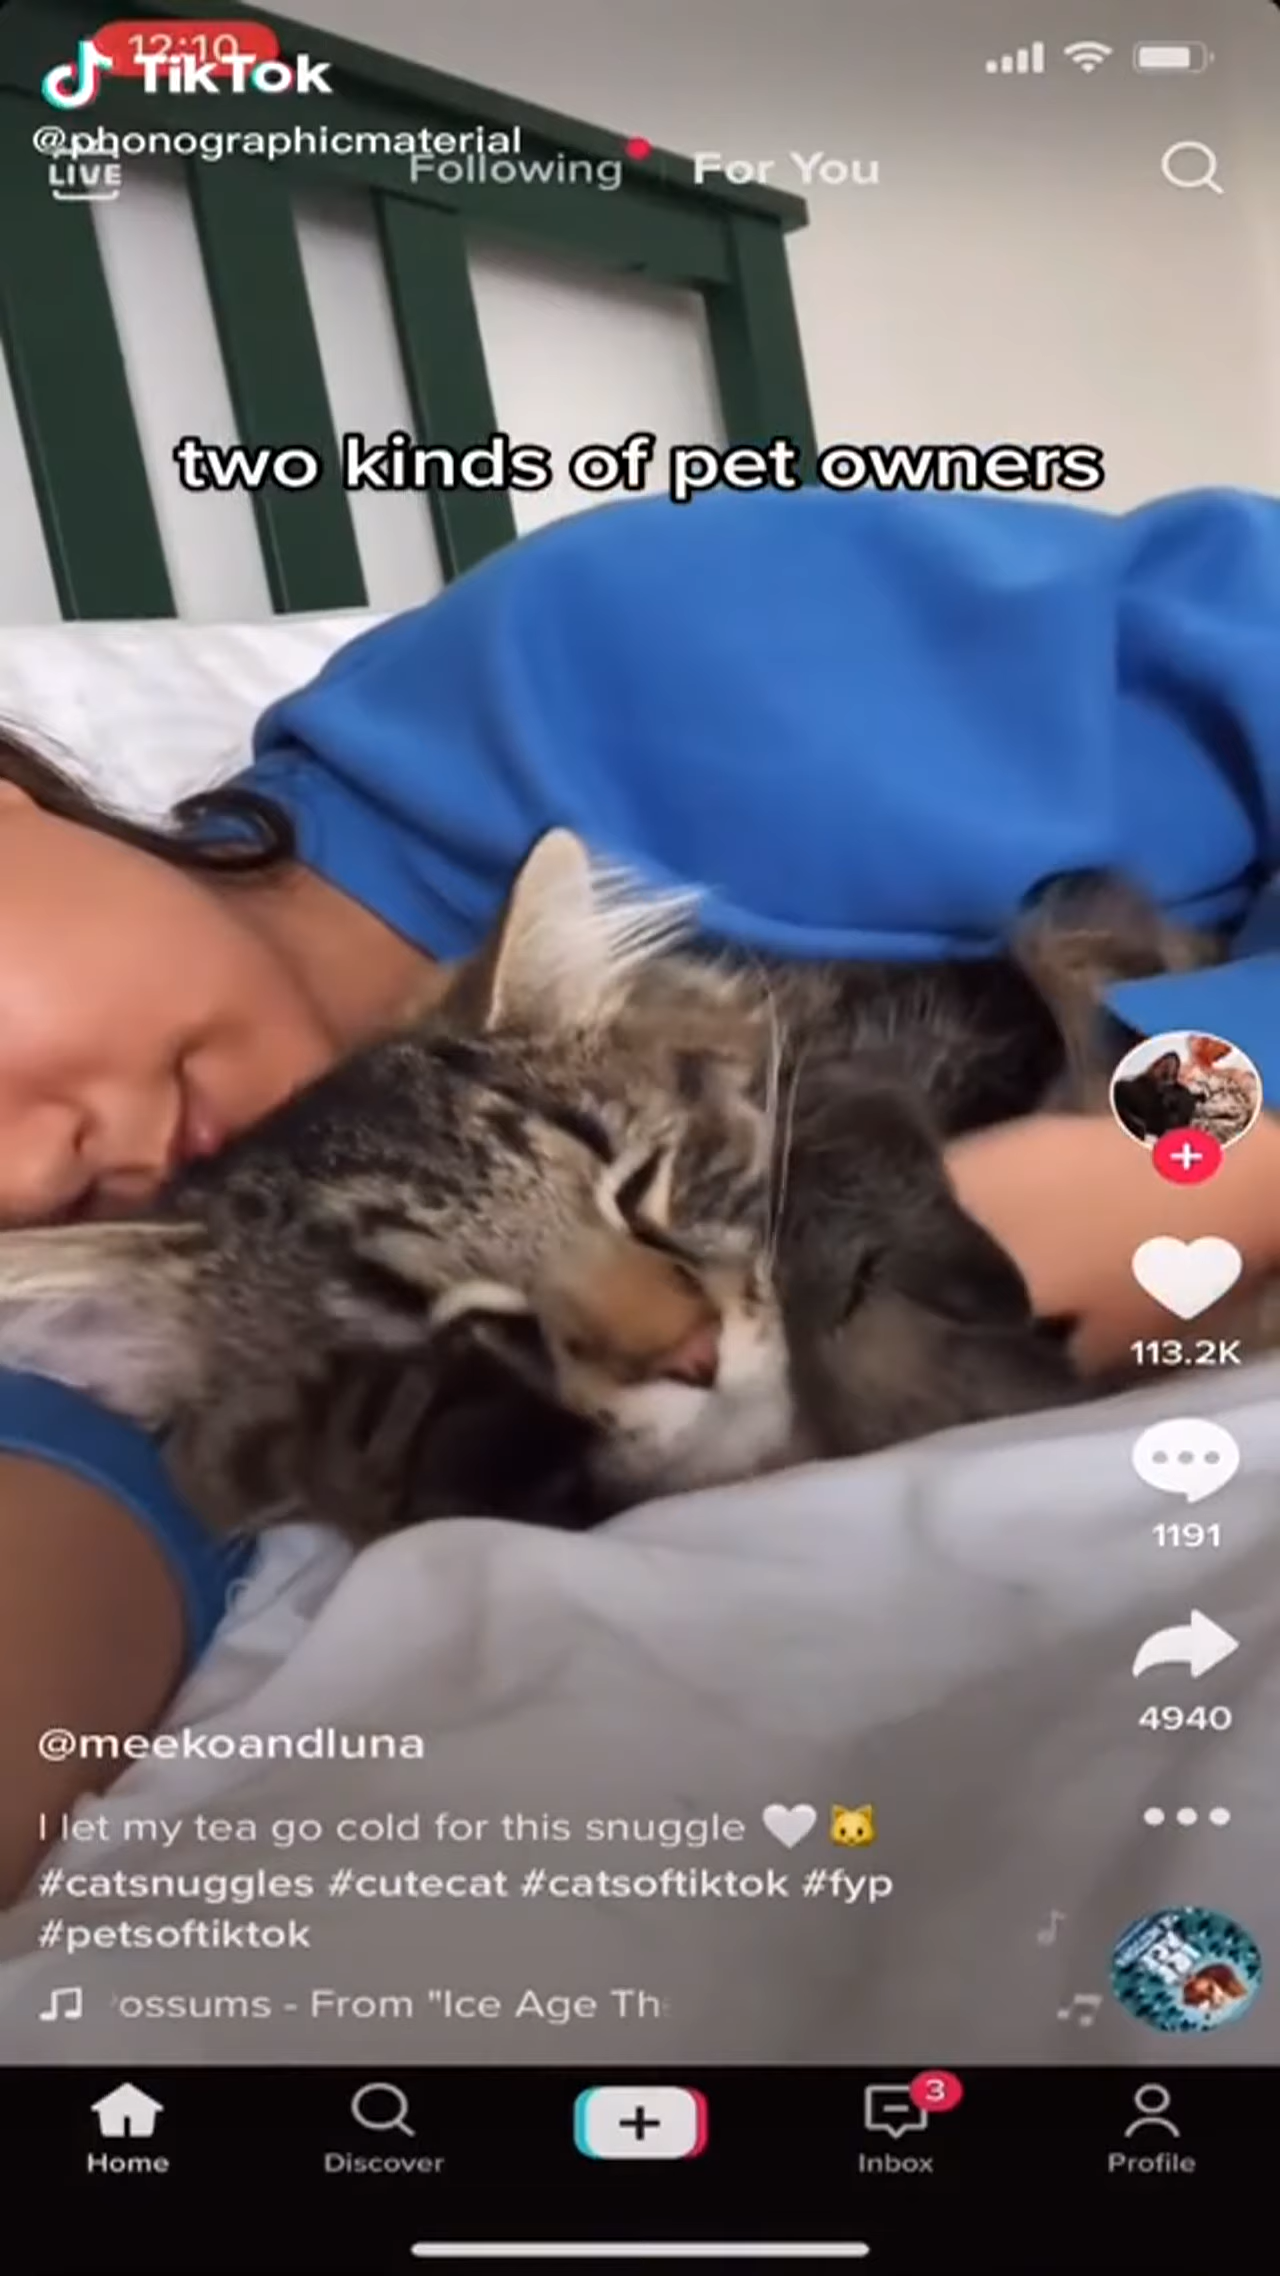 12:10
TikTok
@phonographicmaterial
LIVE
Following
For You
two kinds of pet owners
113.2K
1191
4940
@meekoandluna
I let my tea go cold for this snuggle 🤍 🐱
#catsnuggles #cutecat #catsoftiktok #fyp
#petsoftiktok
ossums - From "Ice Age Th
Home
Discover
3
Inbox
Profile